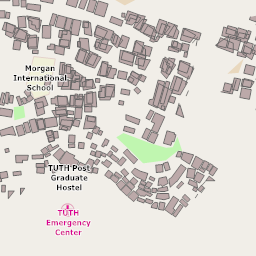 Morgan
International
School
TUTH Post
Graduate
Hostel
TUTH
Emergency
Center